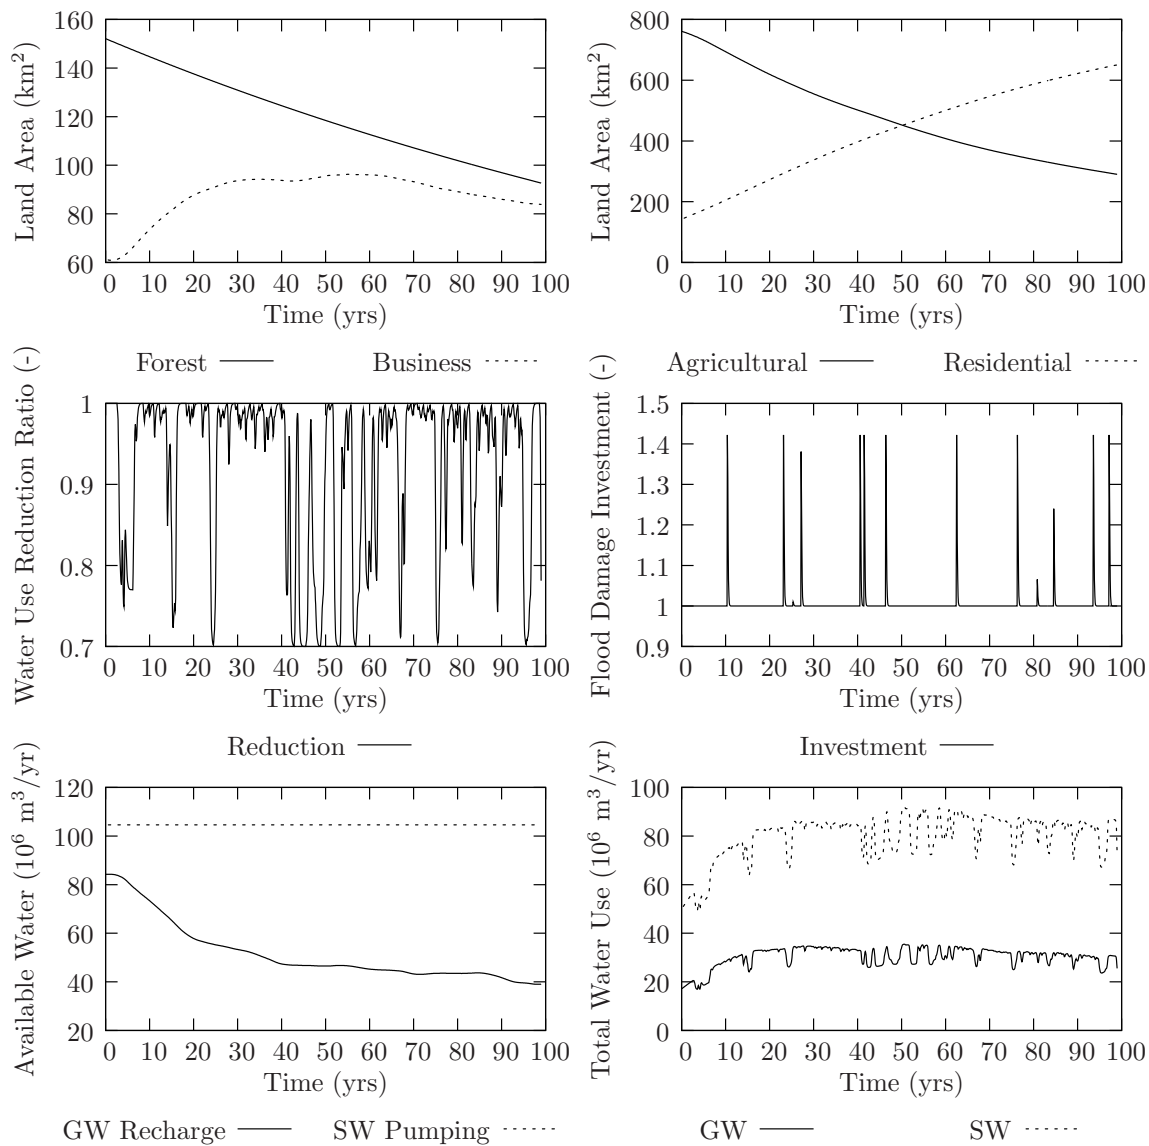 Land Area (km²)
160
140
120
100
80
60
0 10 20 30 40 50 60 70 80 90 100
Time (yrs)
Forest
Business
Land Area (km²)
800
600
400
200
0
0 10 20 30 40 50 60 70 80 90 100
Time (yrs)
Agricultural
Residential
Water Use Reduction Ratio (-)
1
0.9
0.8
0.7
0 10 20 30 40 50 60 70 80 90 100
Time (yrs)
Reduction
Flood Damage Investment (-)
1.5
1.4
1.3
1.2
1.1
1
0.9
0 10 20 30 40 50 60 70 80 90 100
Time (yrs)
Investment
Available Water (10⁶ m³/yr)
120
100
80
60
40
20
0 10 20 30 40 50 60 70 80 90 100
Time (yrs)
GW Recharge
SW Pumping
Total Water Use (10⁶ m³/yr)
100
80
60
40
20
0
0 10 20 30 40 50 60 70 80 90 100
Time (yrs)
GW
SW